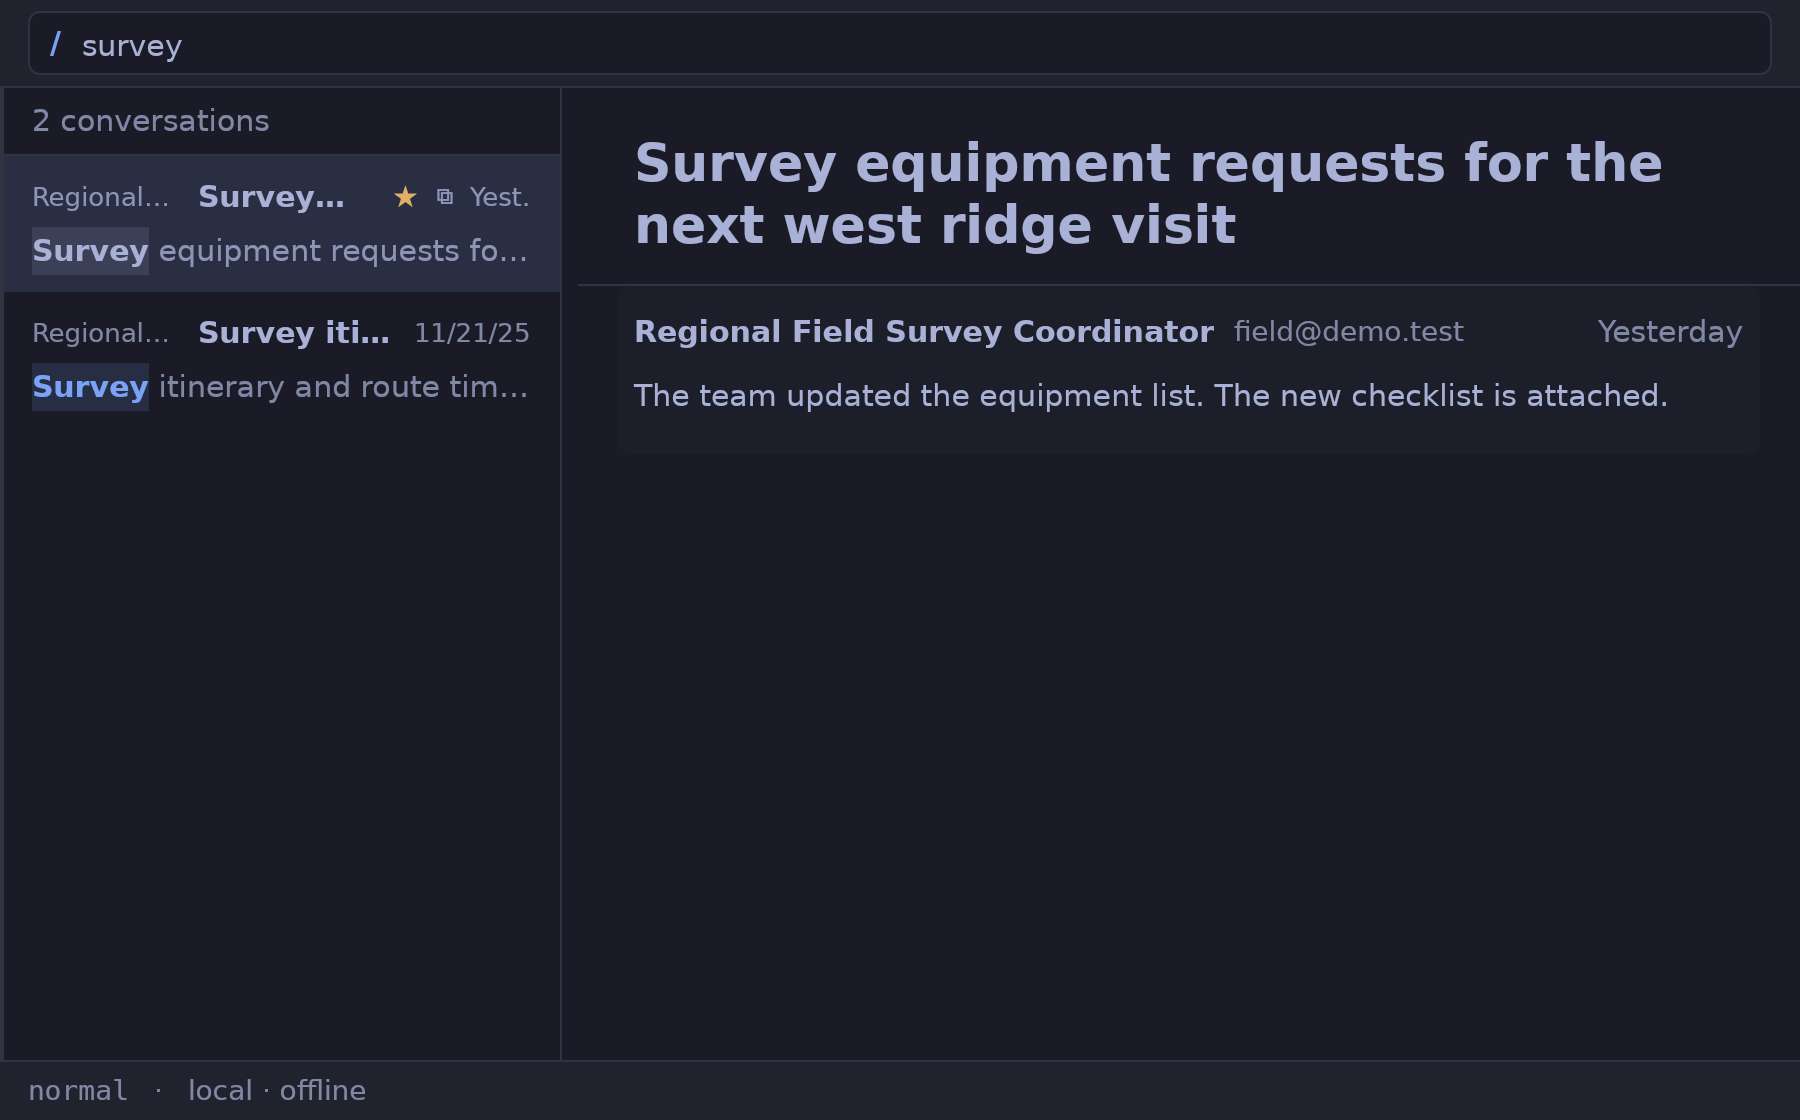 / survey
2 conversations
Regional… Survey… ★ ⧉ Yest.
Survey equipment requests fo…
Regional… Survey iti… 11/21/25
Survey itinerary and route tim…
Survey equipment requests for the
next west ridge visit
Regional Field Survey Coordinator field@demo.test Yesterday
The team updated the equipment list. The new checklist is attached.
normal · local · offline